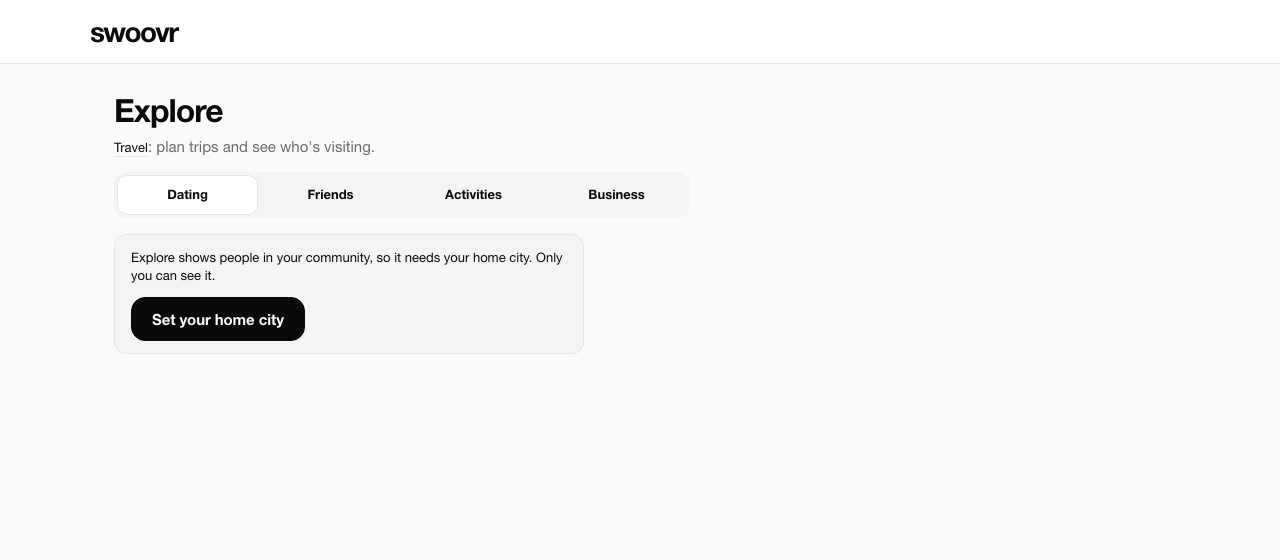 swoovr
Explore
Travel: plan trips and see who's visiting.
Dating
Friends
Activities
Business
Explore shows people in your community, so it needs your home city. Only
you can see it.
Set your home city